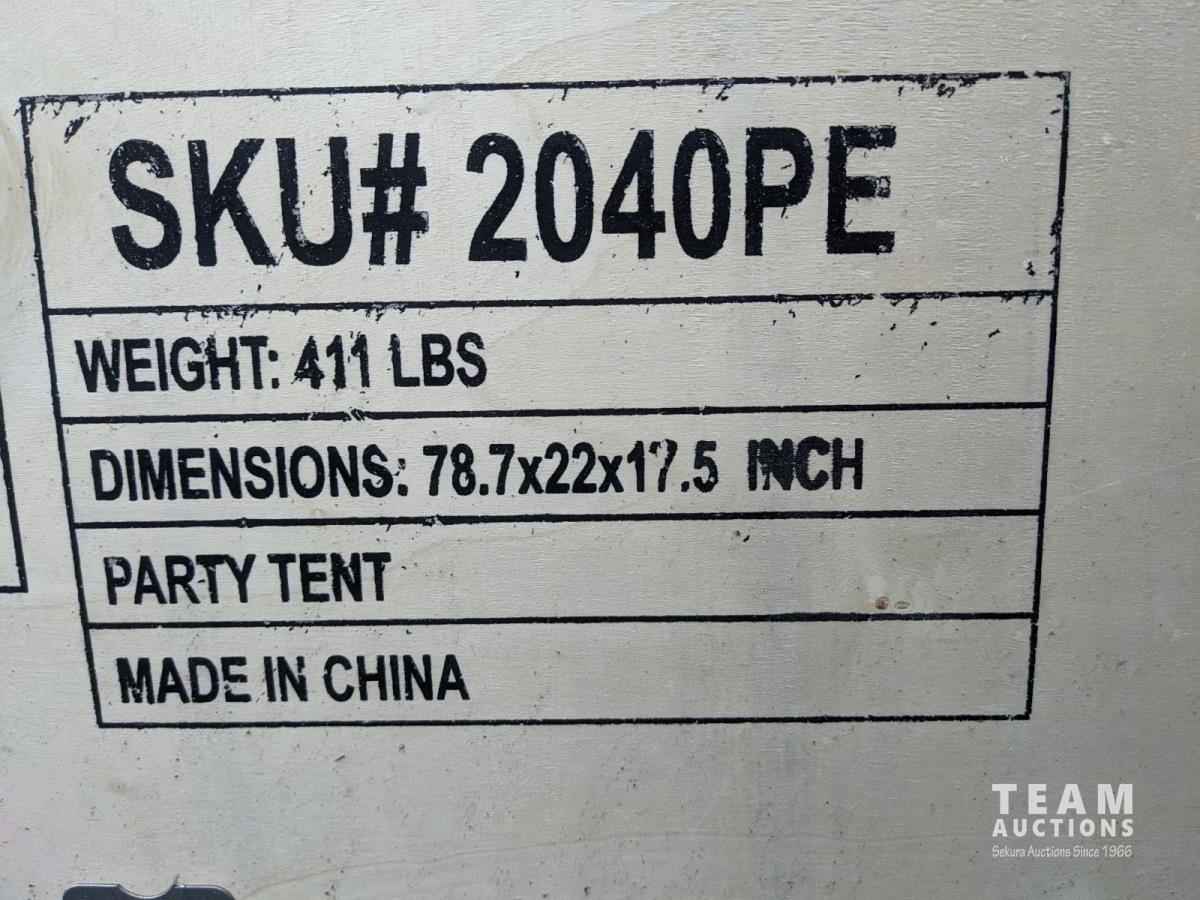 SKU# 2040PE
WEIGHT: 411 LBS
DIMENSIONS: 78.7x22x17.5 INCH
PARTY TENT
MADE IN CHINA
TEAM
AUCTIONS
Sekura Auctions Since 1966